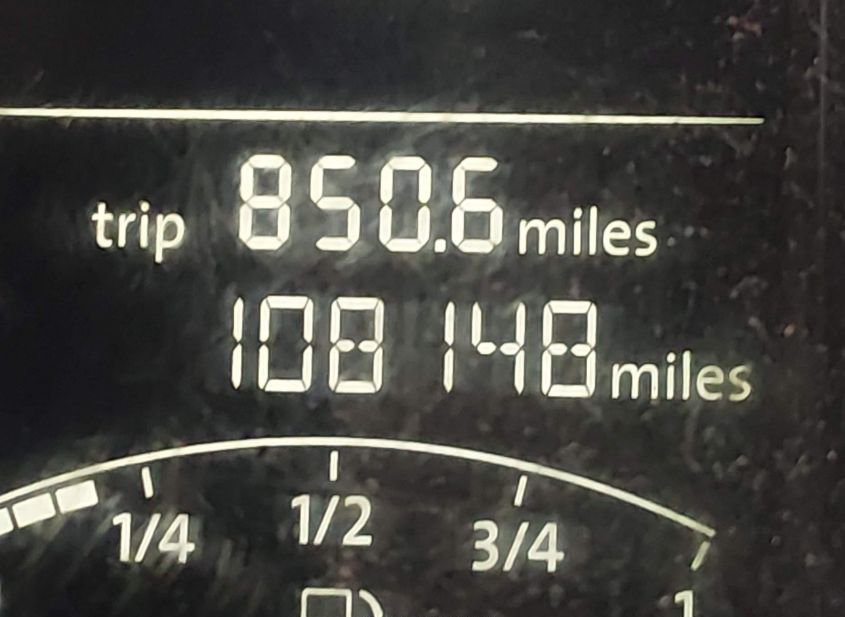 trip 850.6 miles
108 148 miles
1/4 1/2 3/4 1